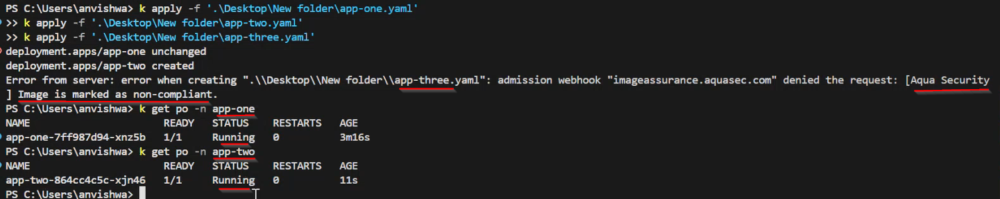 PS C:\Users\anvishwa> k apply -f '.\Desktop\New folder\app-one.yaml'
>> k apply -f '.\Desktop\New folder\app-two.yaml'
>> k apply -f '.\Desktop\New folder\app-three.yaml'
deployment.apps/app-one unchanged
deployment.apps/app-two created
Error from server: error when creating ".\\Desktop\\New folder\\app-three.yaml": admission webhook "imageassurance.aquasec.com" denied the request: [Aqua Security
] Image is marked as non-compliant.
PS C:\Users\anvishwa> k get po -n app-one
NAME READY STATUS RESTARTS AGE
app-one-7ff987d94-xnz5b 1/1 Running 0 3m16s
PS C:\Users\anvishwa> k get po -n app-two
NAME READY STATUS RESTARTS AGE
app-two-864cc4c5c-xjn46 1/1 Running 0 11s
PS C:\Users\anvishwa>